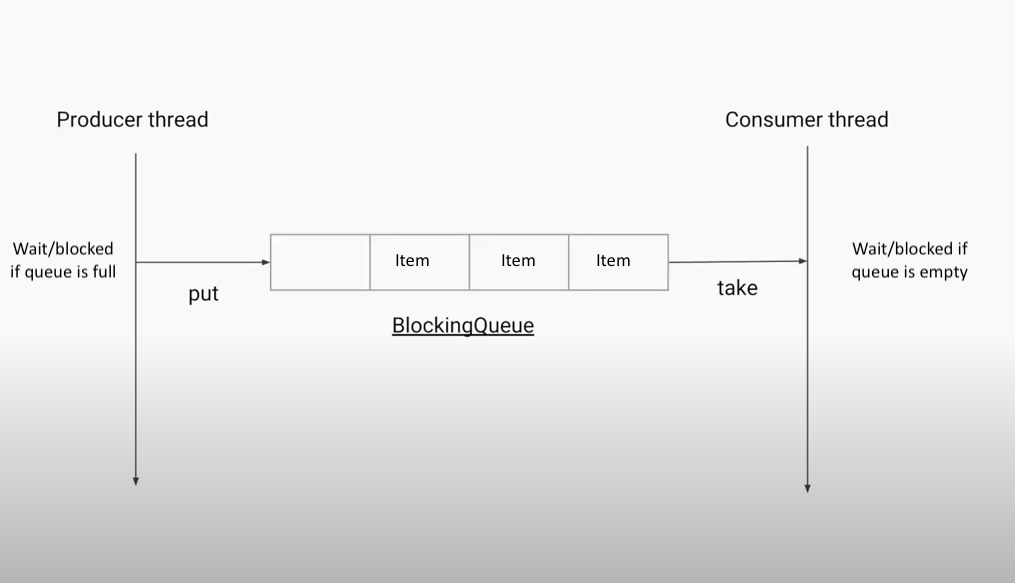 Producer thread
Consumer thread
Wait/blocked
if queue is full
put
Item
Item
Item
BlockingQueue
take
Wait/blocked if
queue is empty